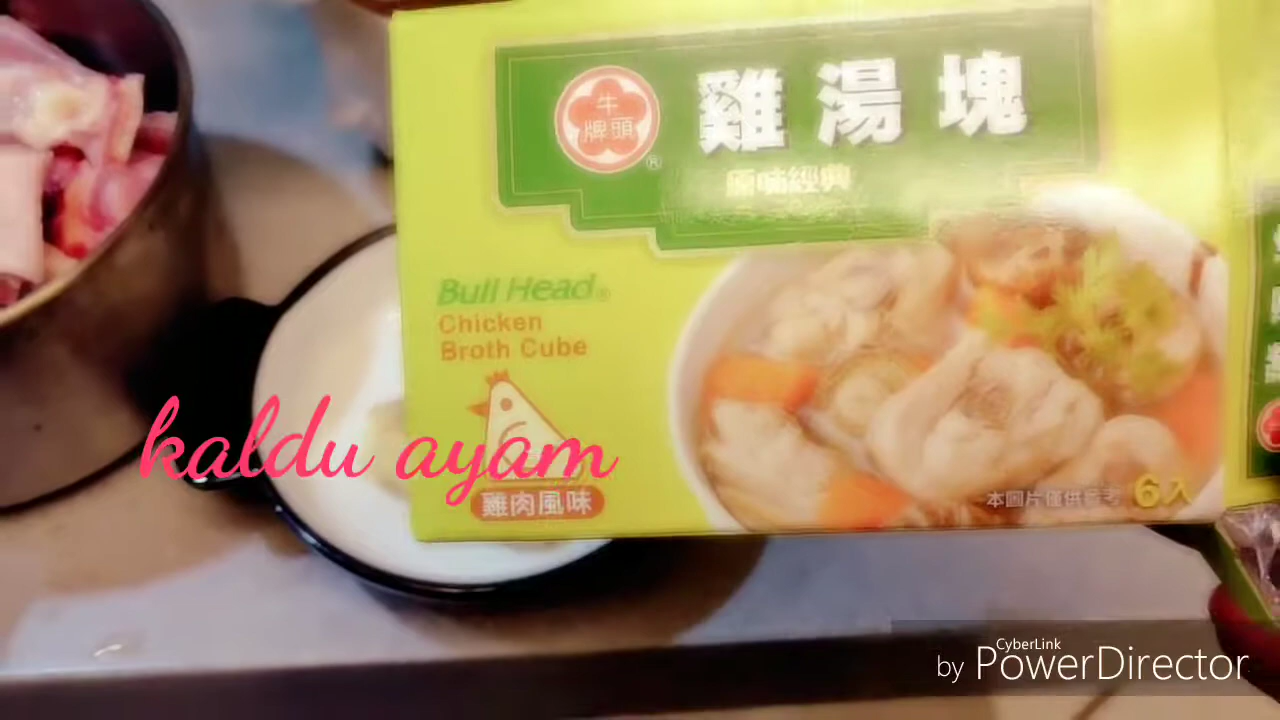 牛
牌頭
®
雞湯塊
原味經典
Bull Head®
Chicken
Broth Cube
kaldu ayam
雞肉風味
本圖片僅供參考 6入
CyberLink
by PowerDirector